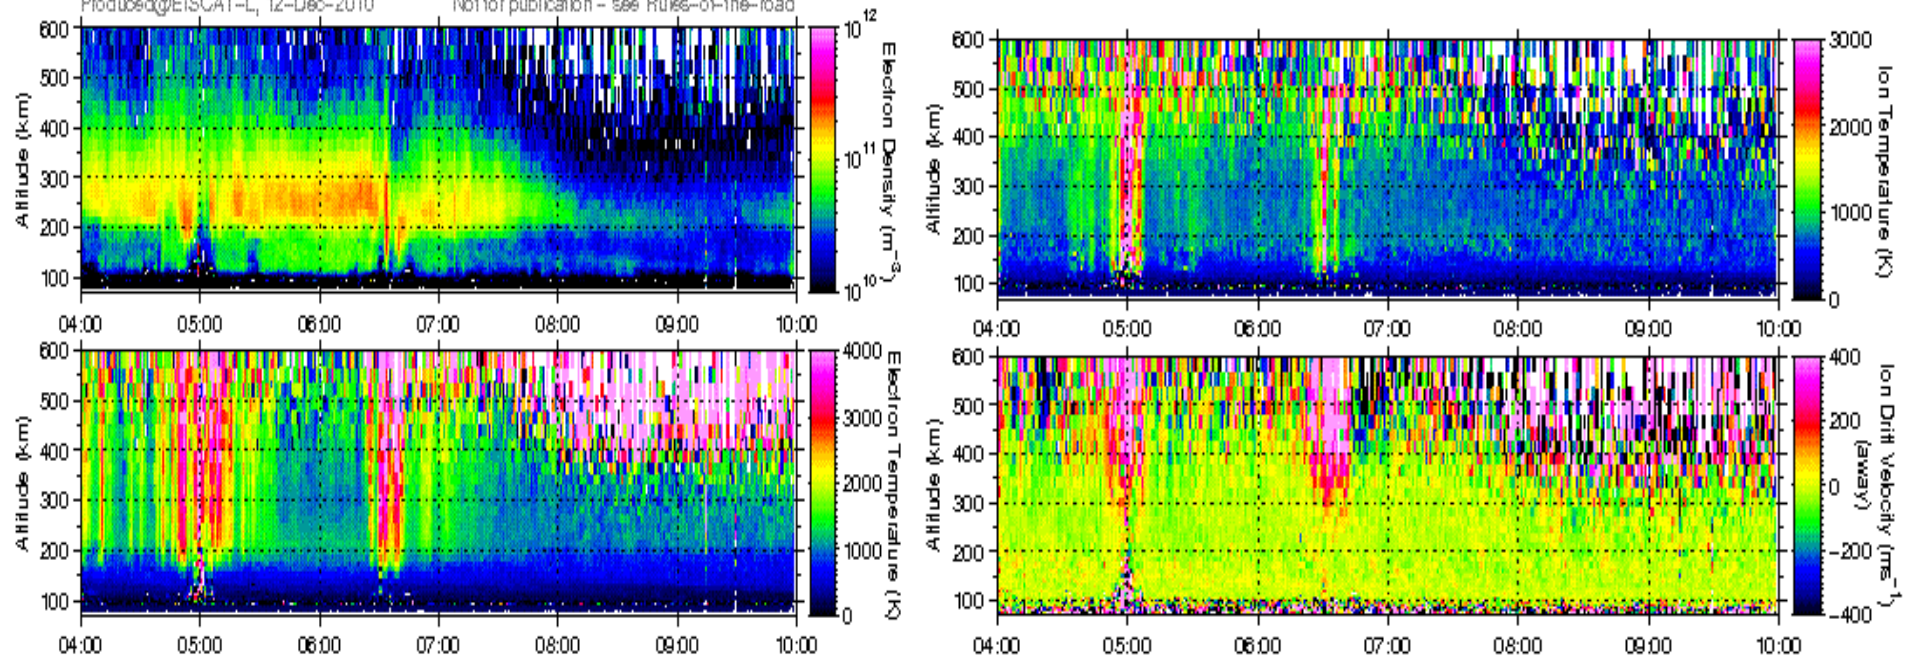 Produced@EISCAT-L, 12-Dec-2010 Not for publication - see Rules-of-the-road
600
500
400
300
200
100
Altitude (km)
04:00 05:00 06:00 07:00 08:00 09:00 10:00
10^12
10^11
10^10
Electron Density (m^-3)
600
500
400
300
200
100
Altitude (km)
04:00 05:00 06:00 07:00 08:00 09:00 10:00
3000
2000
1000
0
Ion Temperature (K)
600
500
400
300
200
100
Altitude (km)
04:00 05:00 06:00 07:00 08:00 09:00 10:00
4000
3000
2000
1000
0
Electron Temperature (K)
600
500
400
300
200
100
Altitude (km)
04:00 05:00 06:00 07:00 08:00 09:00 10:00
400
200
0
-200
-400
Ion Drift Velocity (ms^-1)
(away)